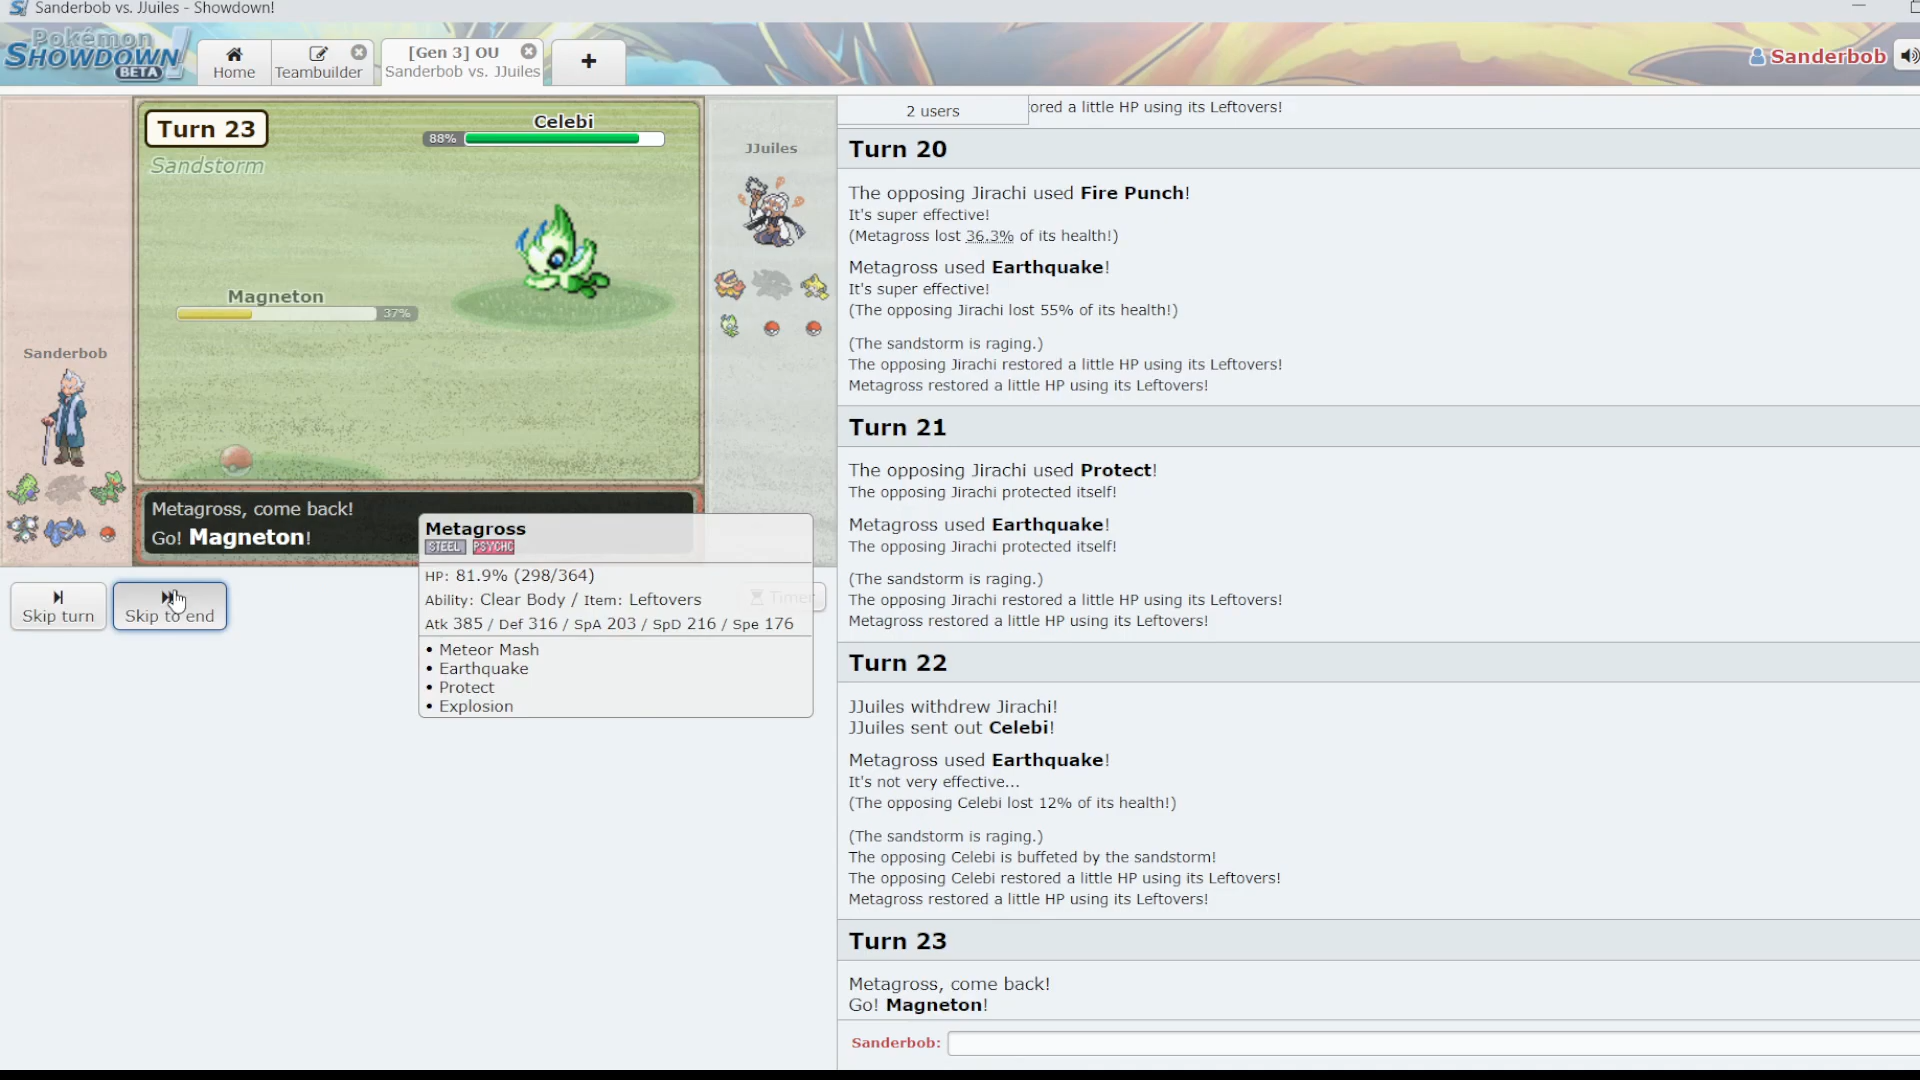 Sanderbob vs. JJuiles - Showdown!
Pokémon
SHOWDOWN!
BETA
Home
Teambuilder
[Gen 3] OU
Sanderbob vs. JJuiles
+
Sanderbob
Turn 23
Sandstorm
Celebi
88%
Magneton
37%
JJuiles
Sanderbob
Metagross, come back!
Go! Magneton!
Skip turn
Skip to end
Timer
Metagross
STEEL PSYCHC
HP: 81.9% (298/364)
Ability: Clear Body / Item: Leftovers
Atk 385 / Def 316 / SpA 203 / SpD 216 / Spe 176
• Meteor Mash
• Earthquake
• Protect
• Explosion
2 users
ored a little HP using its Leftovers!
Turn 20
The opposing Jirachi used Fire Punch!
It's super effective!
(Metagross lost 36.3% of its health!)
Metagross used Earthquake!
It's super effective!
(The opposing Jirachi lost 55% of its health!)
(The sandstorm is raging.)
The opposing Jirachi restored a little HP using its Leftovers!
Metagross restored a little HP using its Leftovers!
Turn 21
The opposing Jirachi used Protect!
The opposing Jirachi protected itself!
Metagross used Earthquake!
The opposing Jirachi protected itself!
(The sandstorm is raging.)
The opposing Jirachi restored a little HP using its Leftovers!
Metagross restored a little HP using its Leftovers!
Turn 22
JJuiles withdrew Jirachi!
JJuiles sent out Celebi!
Metagross used Earthquake!
It's not very effective...
(The opposing Celebi lost 12% of its health!)
(The sandstorm is raging.)
The opposing Celebi is buffeted by the sandstorm!
The opposing Celebi restored a little HP using its Leftovers!
Metagross restored a little HP using its Leftovers!
Turn 23
Metagross, come back!
Go! Magneton!
Sanderbob: